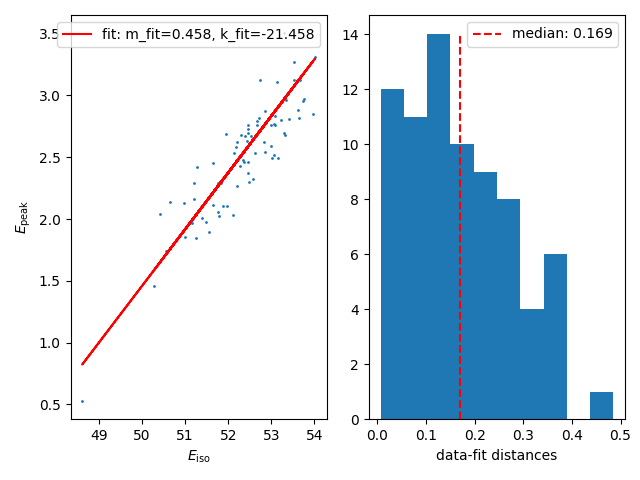 fit: m_fit=0.458, k_fit=-21.458
3.5
3.0
2.5
2.0
1.5
1.0
0.5
E_peak
49 50 51 52 53 54
E_iso
median: 0.169
14
12
10
8
6
4
2
0
0.0 0.1 0.2 0.3 0.4 0.5
data-fit distances